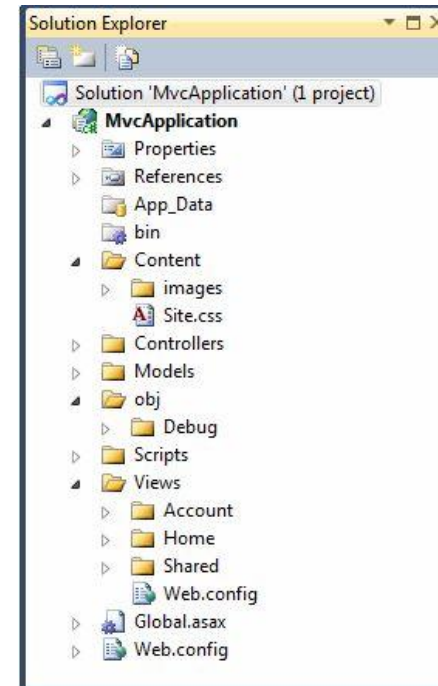 Solution Explorer
Solution 'MvcApplication' (1 project)
MvcApplication
Properties
References
App_Data
bin
Content
images
Site.css
Controllers
Models
obj
Debug
Scripts
Views
Account
Home
Shared
Web.config
Global.asax
Web.config